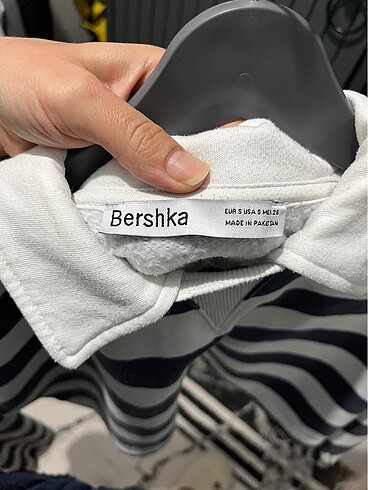 Bershka
EUR S USA S MEX 26
MADE IN PAKISTAN